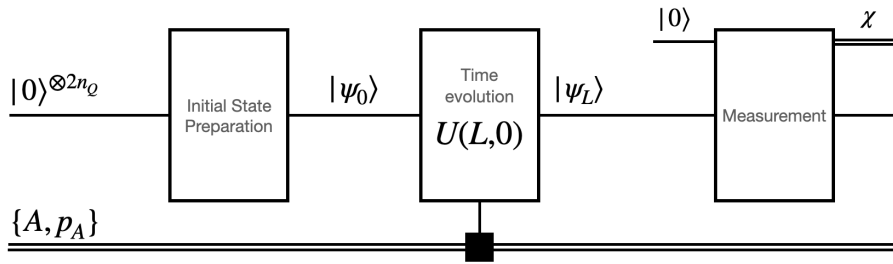 |0⟩ χ
|0⟩^{⊗2n_Q} Initial State Preparation |ψ_0⟩ Time evolution U(L,0) |ψ_L⟩ Measurement
{A, p_A}